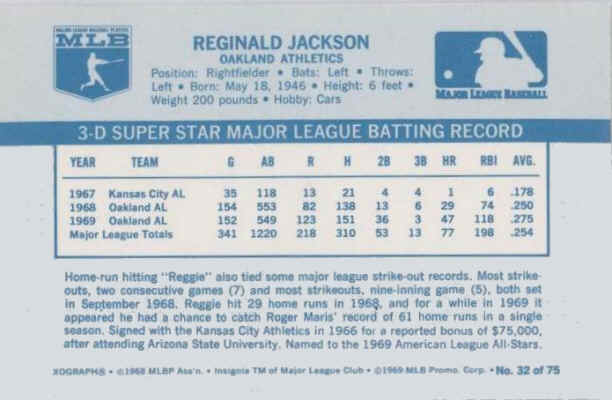 MAJOR LEAGUE BASEBALL PLAYERS
MLB
REGINALD JACKSON
OAKLAND ATHLETICS
Position: Rightfielder • Bats: Left • Throws:
Left • Born: May 18, 1946 • Height: 6 feet •
Weight 200 pounds • Hobby: Cars
MAJOR LEAGUE BASEBALL
3-D SUPER STAR MAJOR LEAGUE BATTING RECORD
YEAR TEAM G AB R H 2B 3B HR RBI AVG.
1967 Kansas City AL 35 118 13 21 4 4 1 6 .178
1968 Oakland AL 154 553 82 138 13 6 29 74 .250
1969 Oakland AL 152 549 123 151 36 3 47 118 .275
Major League Totals 341 1220 218 310 53 13 77 198 .254
Home-run hitting "Reggie" also tied some major league strike-out records. Most strike-
outs, two consecutive games (7) and most strikeouts, nine-inning game (5), both set
in September 1968. Reggie hit 29 home runs in 1968, and for a while in 1969 it
appeared he had a chance to catch Roger Maris' record of 61 home runs in a single
season. Signed with the Kansas City Athletics in 1966 for a reported bonus of $75,000,
after attending Arizona State University. Named to the 1969 American League All-Stars.
XOGRAPH® • ©1968 MLBP Ass'n. • Insignia TM of Major League Club • ©1969 MLB Promo. Corp. • No. 32 of 75